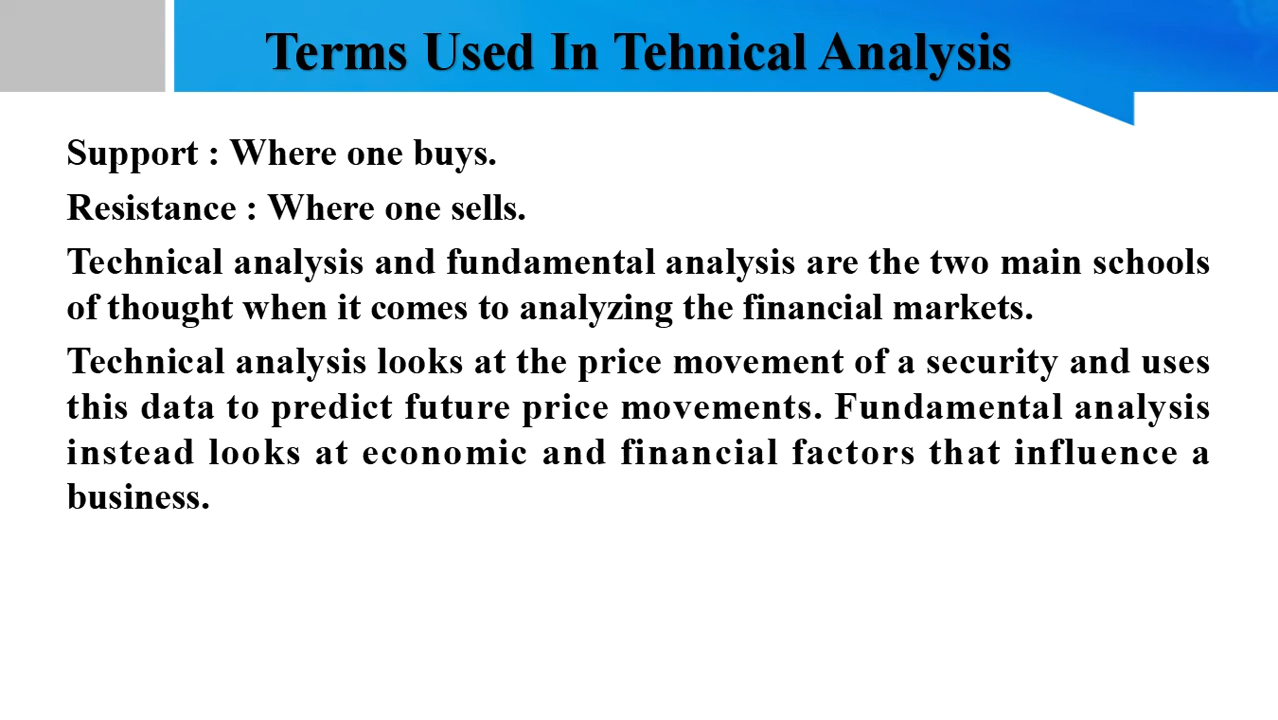 Terms Used In Tehnical Analysis
Support : Where one buys.
Resistance : Where one sells.
Technical analysis and fundamental analysis are the two main schools
of thought when it comes to analyzing the financial markets.
Technical analysis looks at the price movement of a security and uses
this data to predict future price movements. Fundamental analysis
instead looks at economic and financial factors that influence a
business.